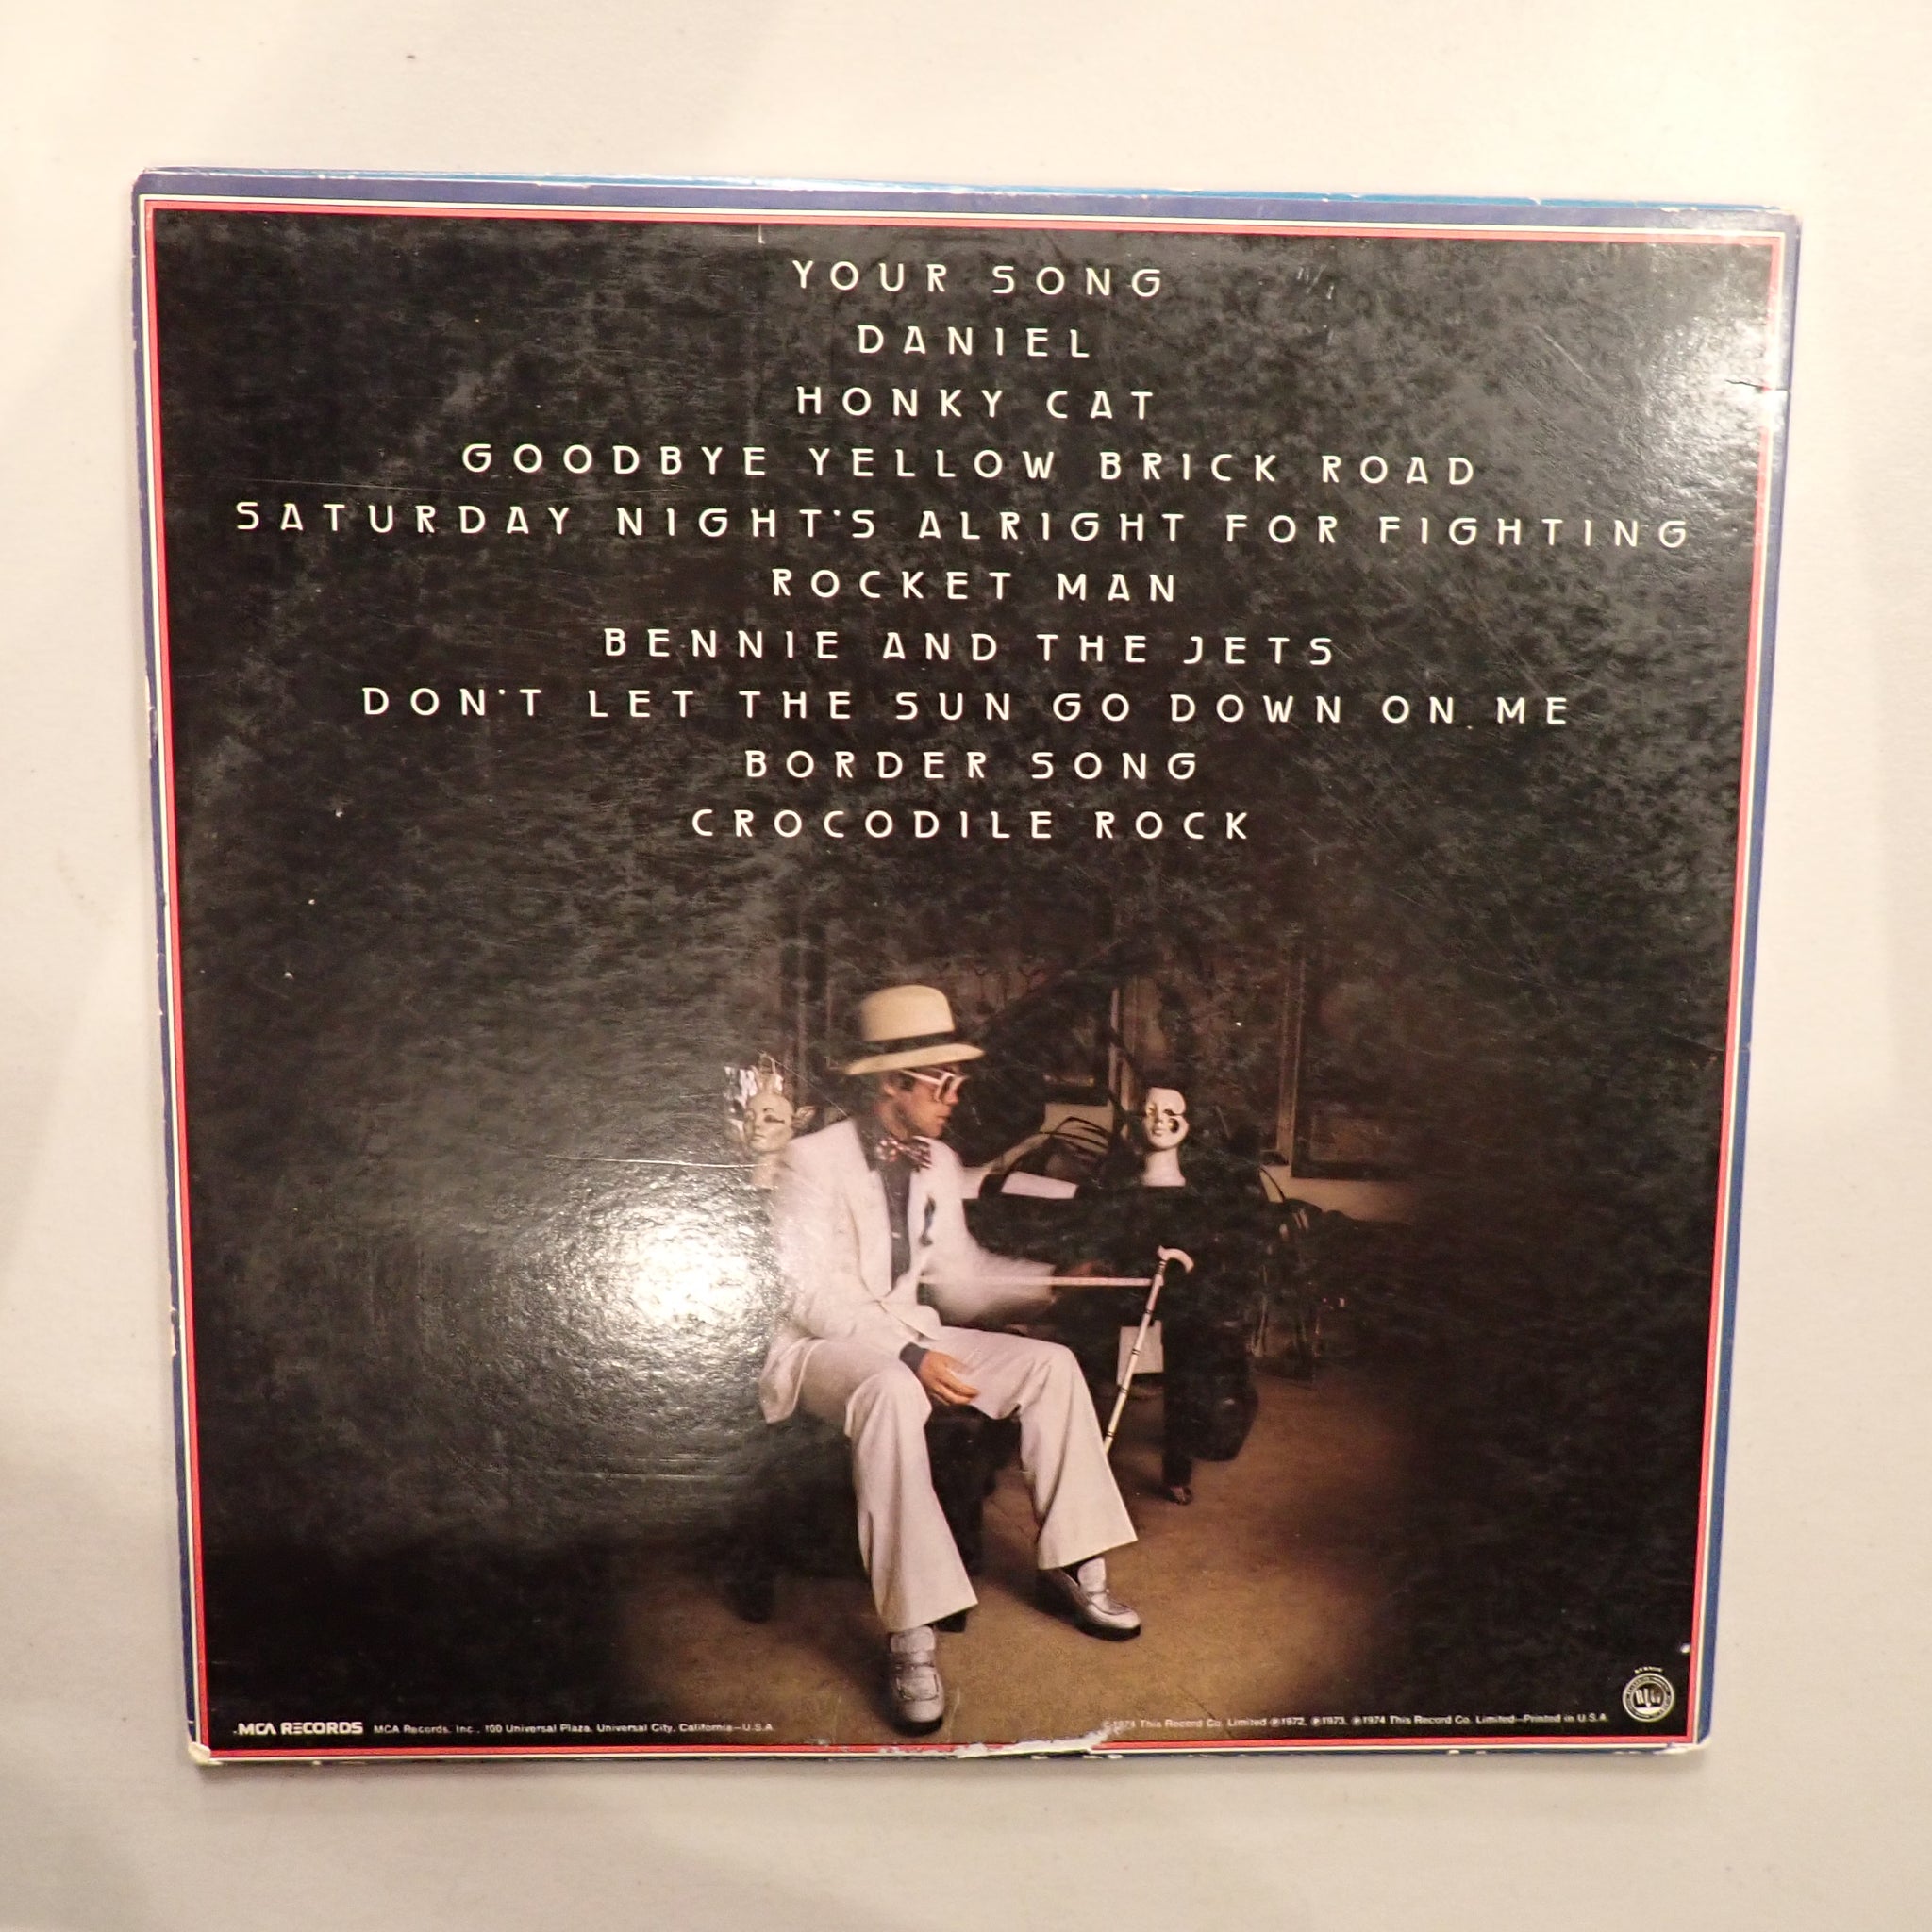 YOUR SONG
DANIEL
HONKY CAT
GOODBYE YELLOW BRICK ROAD
SATURDAY NIGHT'S ALRIGHT FOR FIGHTING
ROCKET MAN
BENNIE AND THE JETS
DON'T LET THE SUN GO DOWN ON ME
BORDER SONG
CROCODILE ROCK
MCA RECORDS MCA Records, Inc., 100 Universal Plaza, Universal City, California—U.S.A.
1974 This Record Co. Limited ℗1972, ℗1973, ℗1974 This Record Co. Limited—Printed in U.S.A.